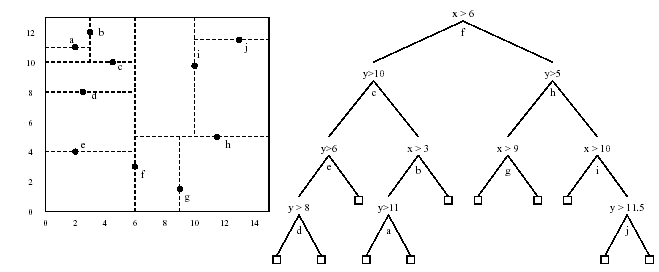 12
10
8
6
4
2
0
0 2 4 6 8 10 12 14
a
b
c
d
e
f
g
h
i
j
x > 6
f
y>10
c
y>5
h
y>6
e
x > 3
b
x > 9
g
x > 10
i
y > 8
d
y>11
a
y > 11.5
j